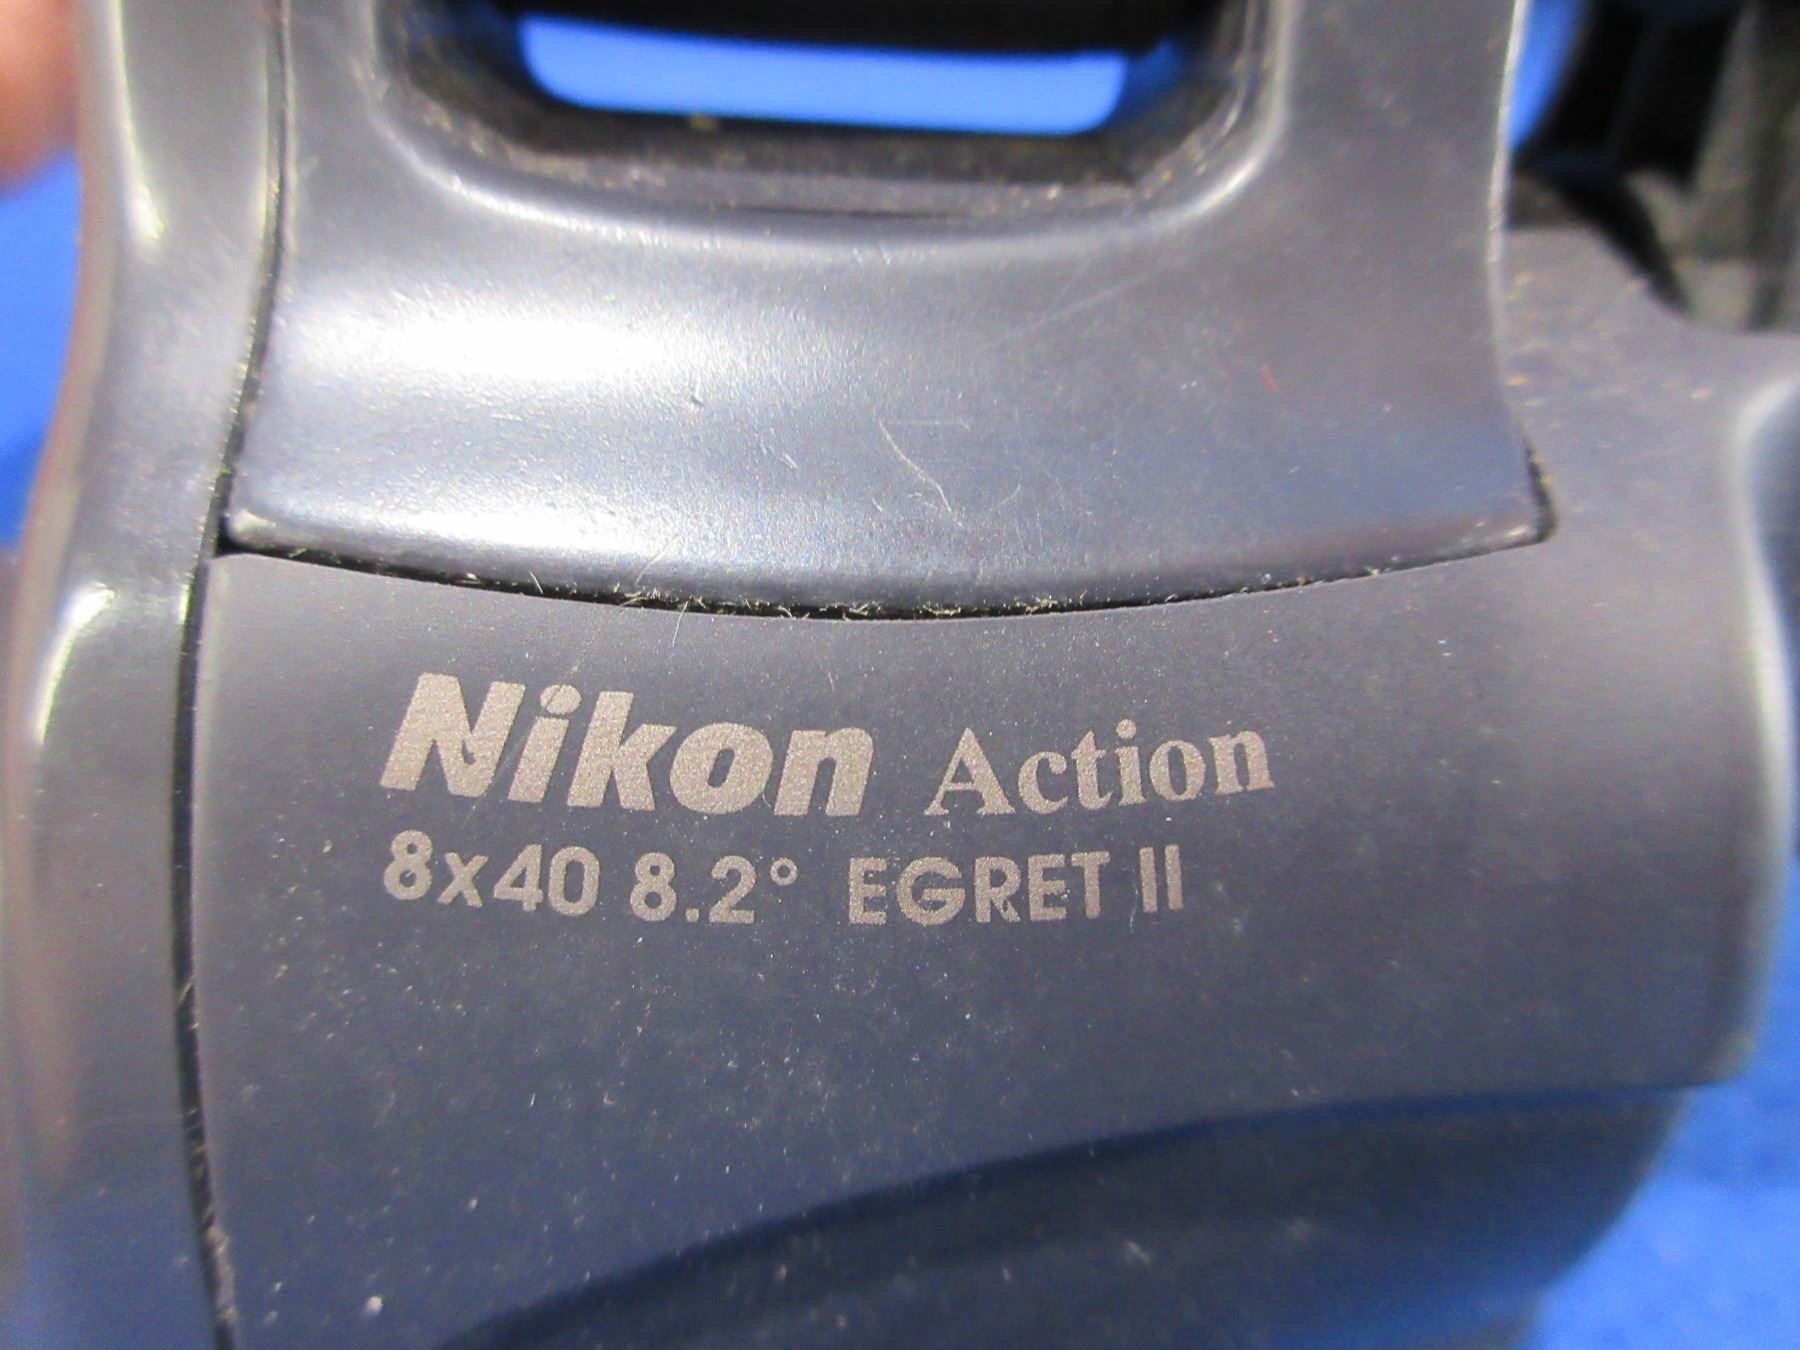 Nikon Action
8x40 8.2° EGRET II